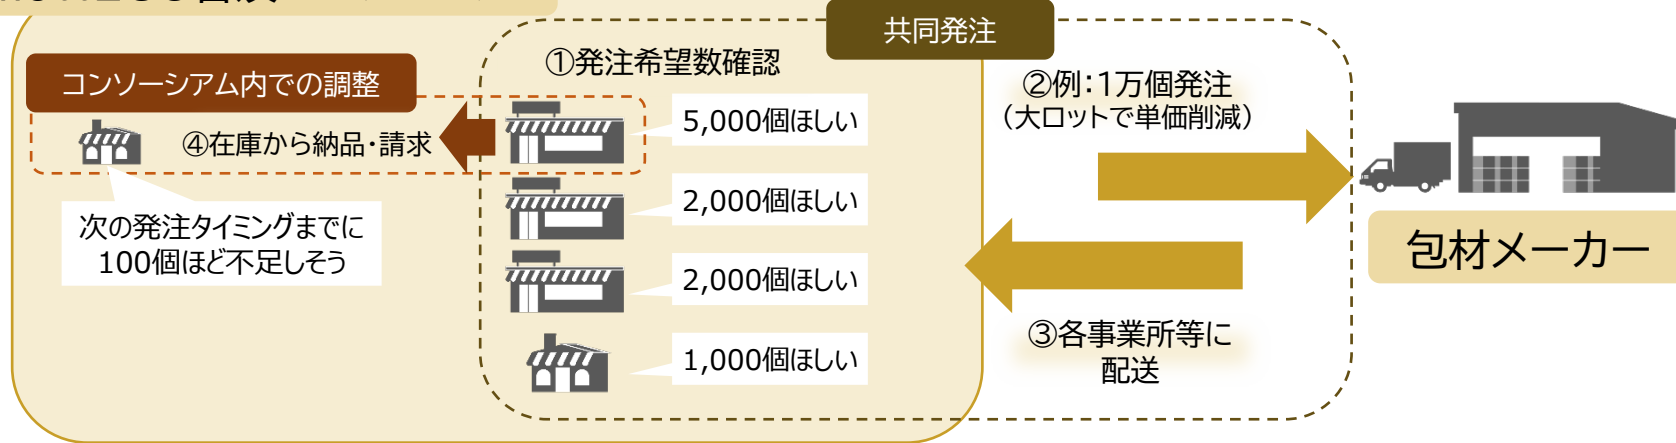 共同発注
コンソーシアム内での調整
①発注希望数確認
④在庫から納品・請求
次の発注タイミングまでに
100個ほど不足しそう
5,000個ほしい
2,000個ほしい
2,000個ほしい
1,000個ほしい
②例：1万個発注
（大ロットで単価削減）
③各事業所等に
配送
包材メーカー